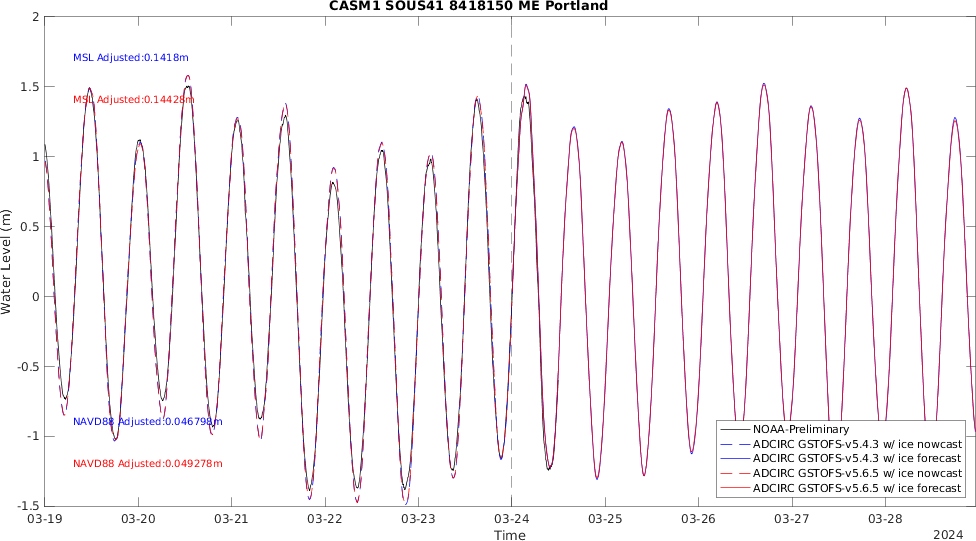 CASM1 SOUS41 8418150 ME Portland
2
MSL Adjusted:0.1418m
1.5
MSL Adjusted:0.14428m
1
0.5
Water Level (m)
0
-0.5
NAVD88 Adjusted:0.046798m
-1
NAVD88 Adjusted:0.049278m
-1.5
NOAA-Preliminary
ADCIRC GSTOFS-v5.4.3 w/ ice nowcast
ADCIRC GSTOFS-v5.4.3 w/ ice forecast
ADCIRC GSTOFS-v5.6.5 w/ ice nowcast
ADCIRC GSTOFS-v5.6.5 w/ ice forecast
03-19 03-20 03-21 03-22 03-23 03-24 03-25 03-26 03-27 03-28
Time
2024